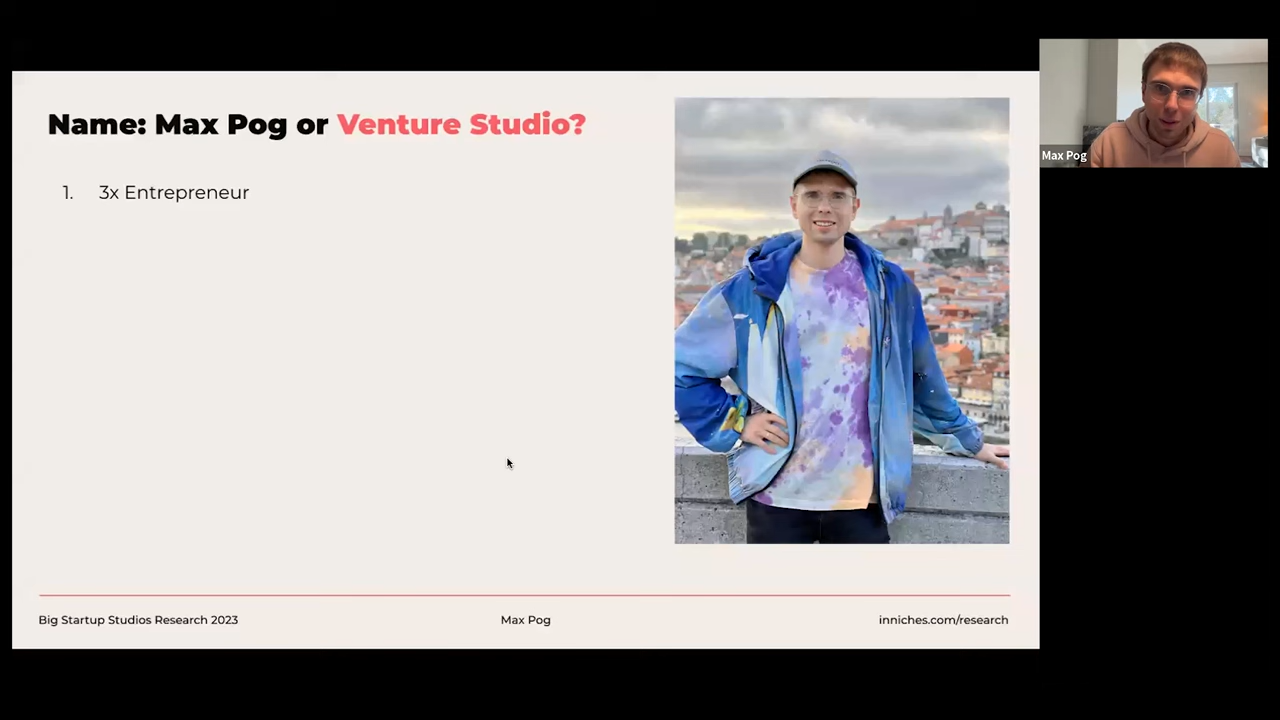 Name: Max Pog or Venture Studio?
1. 3x Entrepreneur
Big Startup Studios Research 2023
Max Pog
inniches.com/research
Max Pog